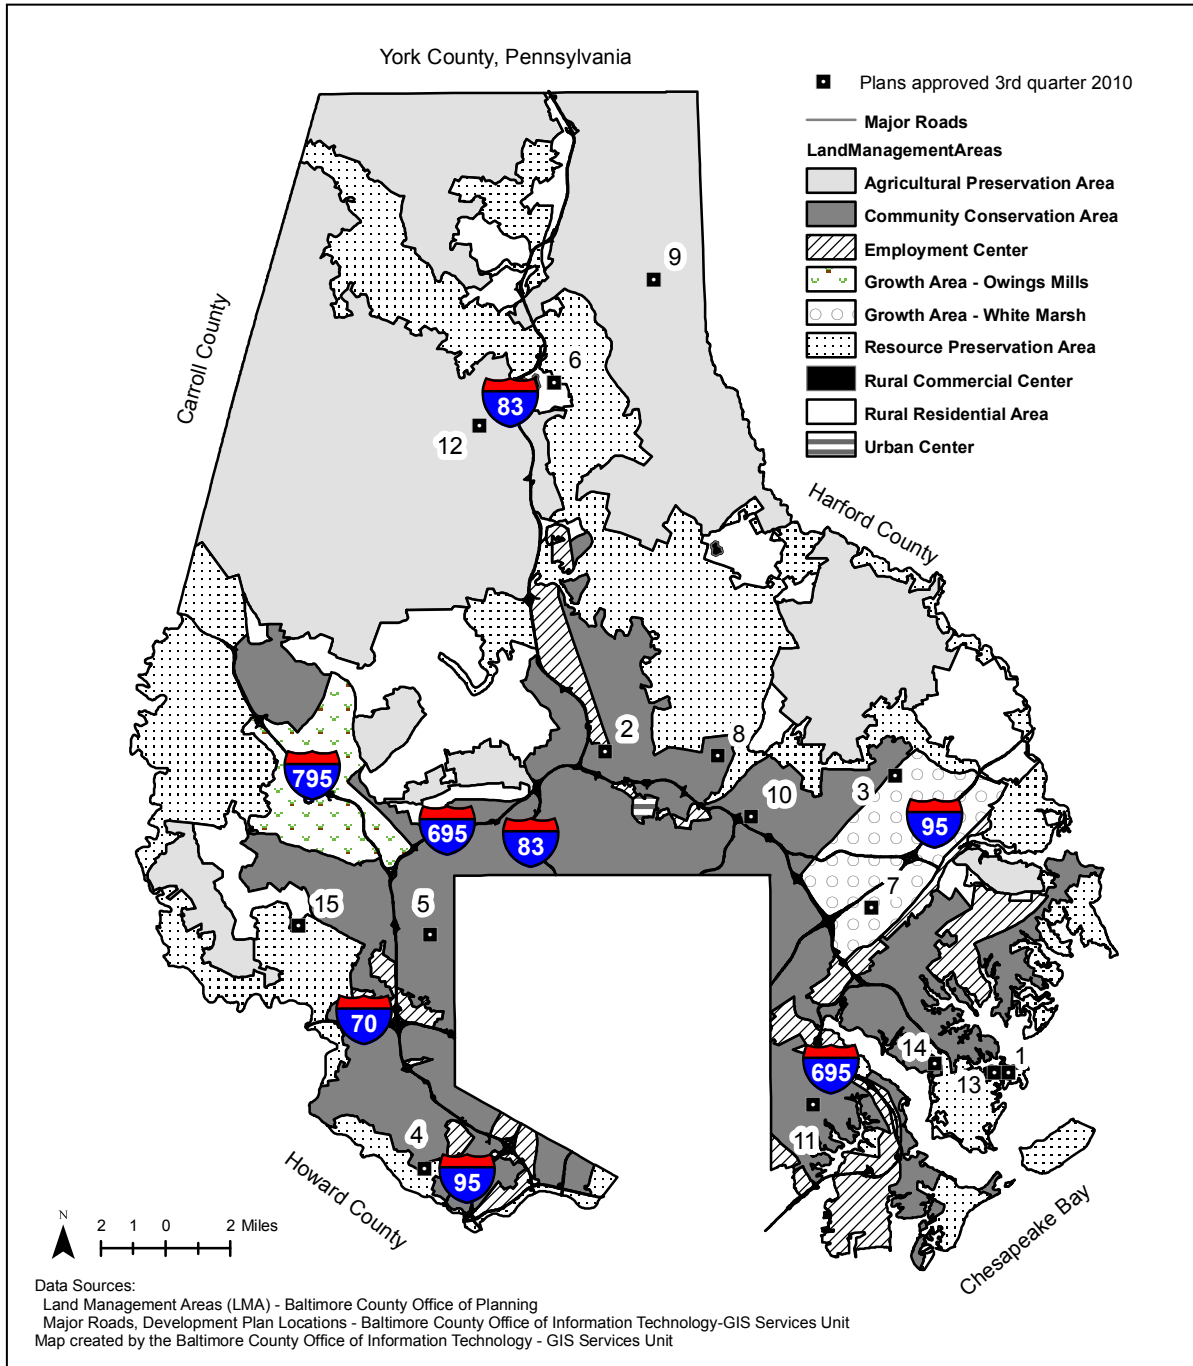 York County, Pennsylvania
Plans approved 3rd quarter 2010
Major Roads
LandManagementAreas
Agricultural Preservation Area
Community Conservation Area
Employment Center
Growth Area - Owings Mills
Growth Area - White Marsh
Resource Preservation Area
Rural Commercial Center
Rural Residential Area
Urban Center
Carroll County
9
6
83
12
Harford County
2
8
795
3
10
95
695
83
7
15
5
70
14
1
695
13
11
4
95
Howard County
Chesapeake Bay
N
2 1 0 2 Miles
Data Sources:
Land Management Areas (LMA) - Baltimore County Office of Planning
Major Roads, Development Plan Locations - Baltimore County Office of Information Technology-GIS Services Unit
Map created by the Baltimore County Office of Information Technology - GIS Services Unit